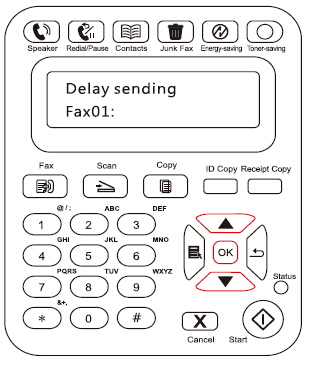 Speaker Redial/Pause Contacts Junk Fax Energy-saving Toner-saving
Delay sending
Fax01:
Fax Scan Copy ID Copy Receipt Copy
@/: ABC DEF
1 2 3
GHI JKL MNO
4 5 6 OK
PQRS TUV WXYZ
7 8 9 Status
&+,
* 0 # X
Cancel Start